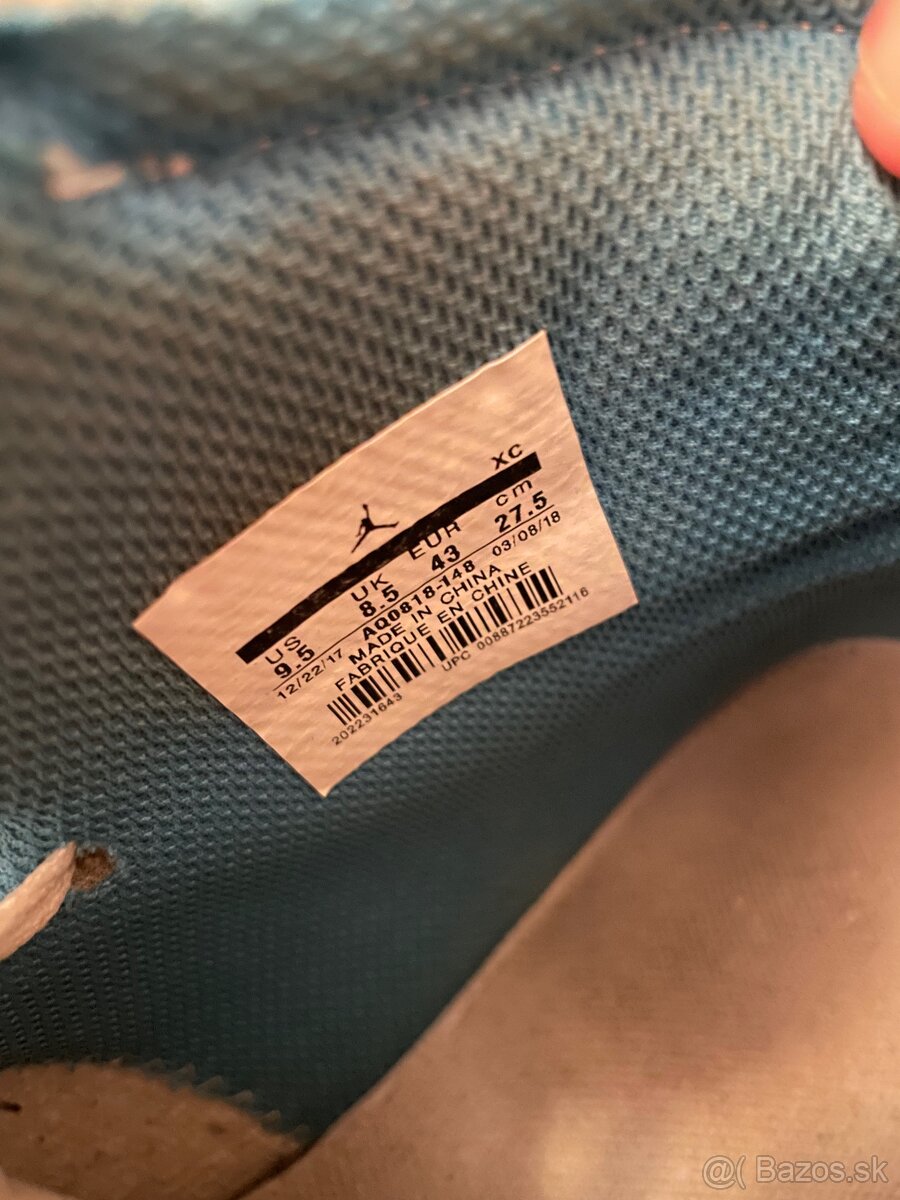 XC
US UK EUR cm
9.5 8.5 43 27.5
12/22/17 AQ0818-148 03/08/18
MADE IN CHINA
FABRIQUE EN CHINE
202231643 UPC 00887223552116
@( Bazos.sk